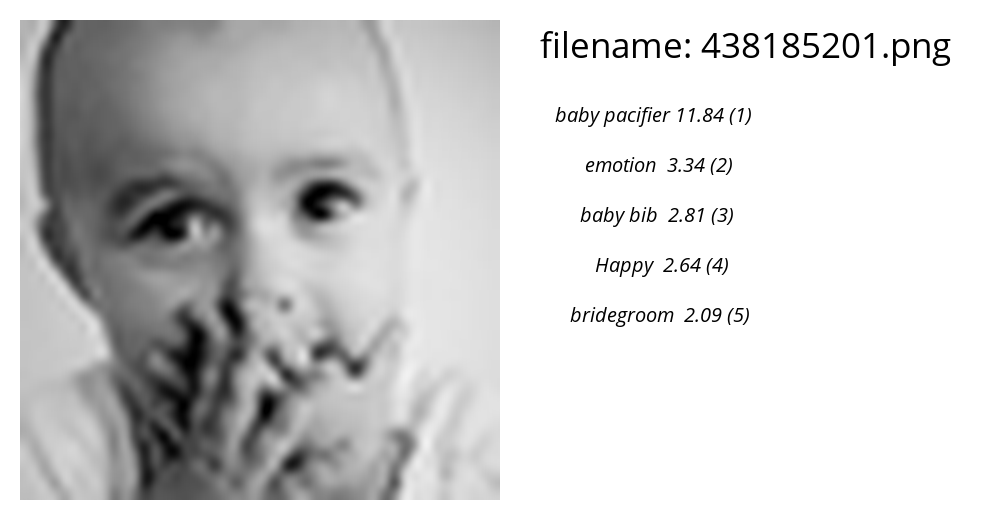 filename: 438185201.png
baby pacifier 11.84 (1)
emotion 3.34 (2)
baby bib 2.81 (3)
Happy 2.64 (4)
bridegroom 2.09 (5)